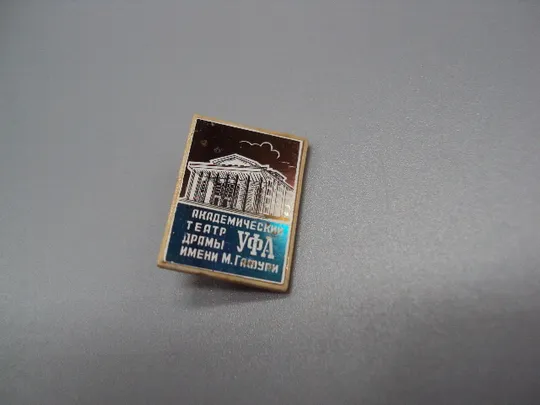 АКАДЕМИЧЕСКИЙ
ТЕАТР
ДРАМЫ УФА
ИМЕНИ М.ГАФУРИ